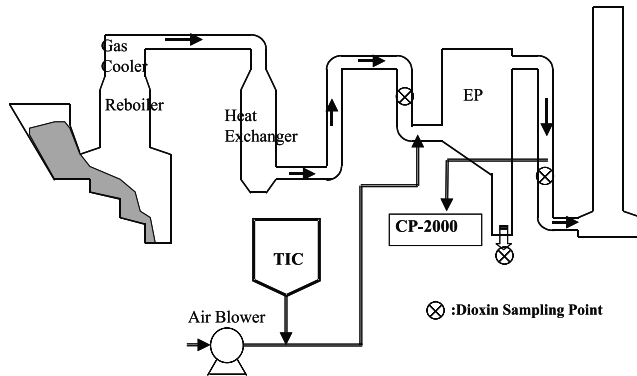 Gas
Cooler
Reboiler
Heat
Exchanger
EP
CP-2000
TIC
Air Blower
:Dioxin Sampling Point